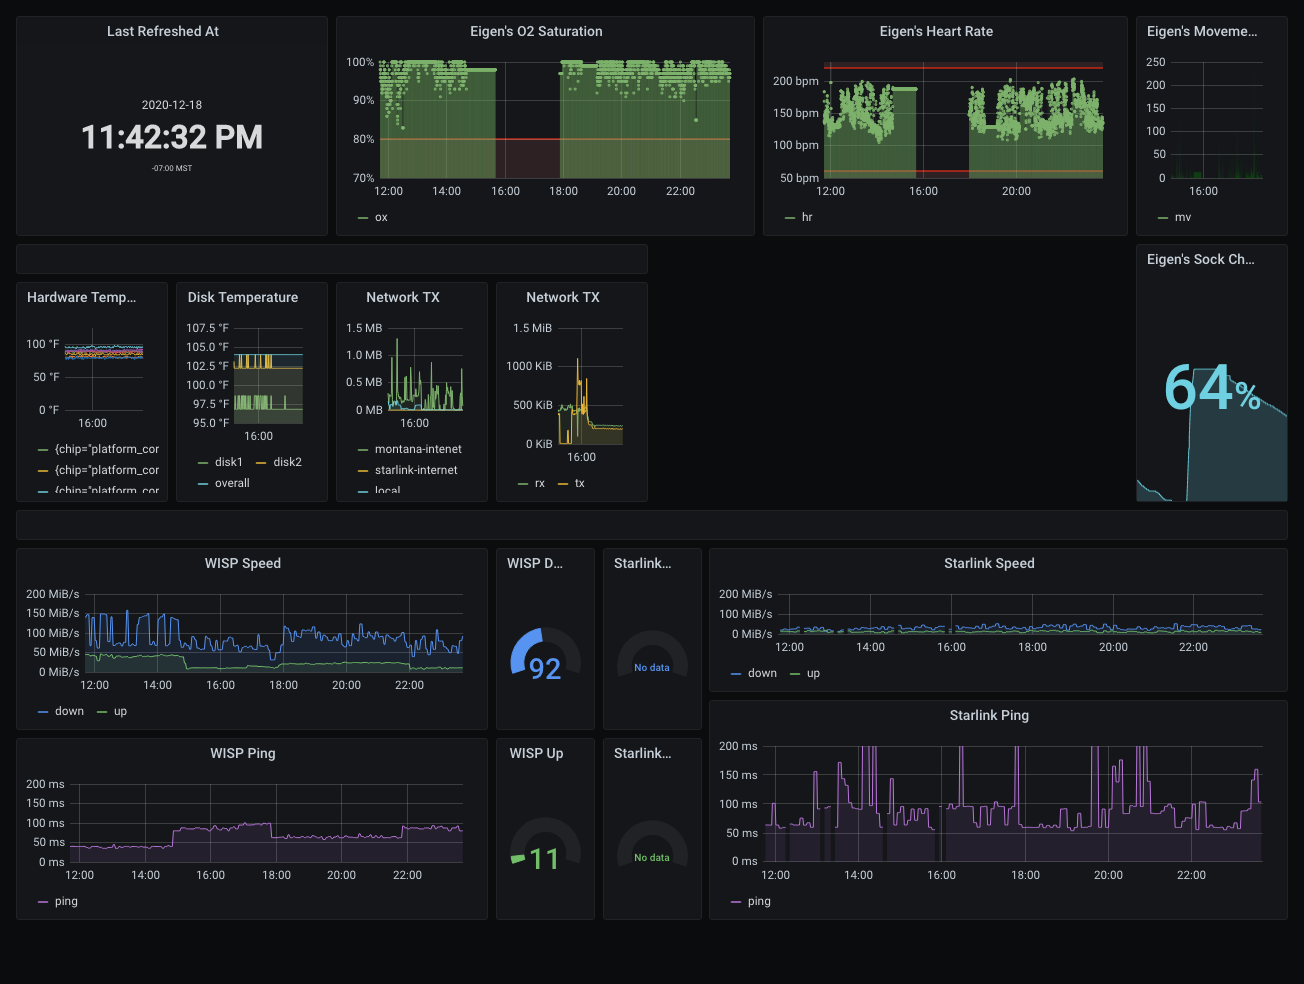 Last Refreshed At
2020-12-18
11:42:32 PM
-07:00 MST
Eigen's O2 Saturation
100%
90%
80%
70%
12:00 14:00 16:00 18:00 20:00 22:00
ox
Eigen's Heart Rate
200 bpm
150 bpm
100 bpm
50 bpm
12:00 16:00 20:00
hr
Eigen's Moveme...
250
200
150
100
50
0
16:00
mv
Hardware Temp...
100 °F
50 °F
0 °F
16:00
{chip="platform_cor
{chip="platform_cor
{chip="platform_cor
Disk Temperature
107.5 °F
105.0 °F
102.5 °F
100.0 °F
97.5 °F
95.0 °F
16:00
disk1 disk2
overall
Network TX
1.5 MB
1.0 MB
0.5 MB
0 MB
16:00
montana-intenet
starlink-internet
local
Network TX
1.5 MiB
1000 KiB
500 KiB
0 KiB
16:00
rx tx
Eigen's Sock Ch...
64%
WISP Speed
200 MiB/s
150 MiB/s
100 MiB/s
50 MiB/s
0 MiB/s
12:00 14:00 16:00 18:00 20:00 22:00
down up
WISP D...
92
Starlink...
No data
Starlink Speed
200 MiB/s
100 MiB/s
0 MiB/s
12:00 14:00 16:00 18:00 20:00 22:00
down up
WISP Ping
200 ms
150 ms
100 ms
50 ms
0 ms
12:00 14:00 16:00 18:00 20:00 22:00
ping
WISP Up
11
Starlink...
No data
Starlink Ping
200 ms
150 ms
100 ms
50 ms
0 ms
12:00 14:00 16:00 18:00 20:00 22:00
ping